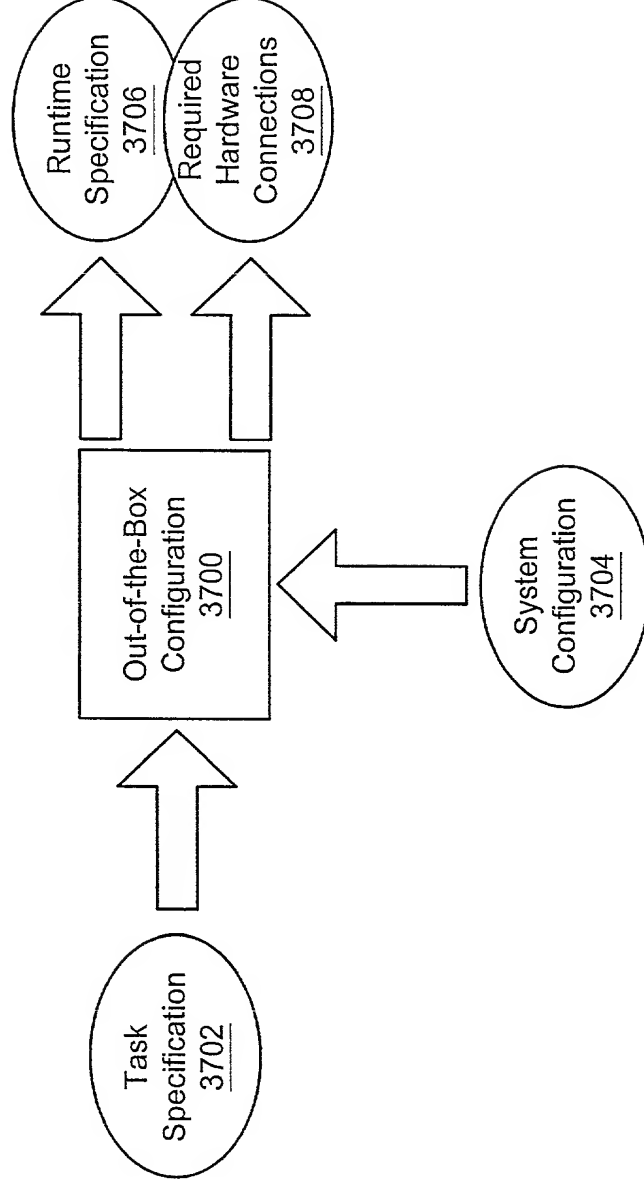 Task
Specification
3702
Out-of-the-Box
Configuration
3700
System
Configuration
3704
Runtime
Specification
3706
Required
Hardware
Connections
3708